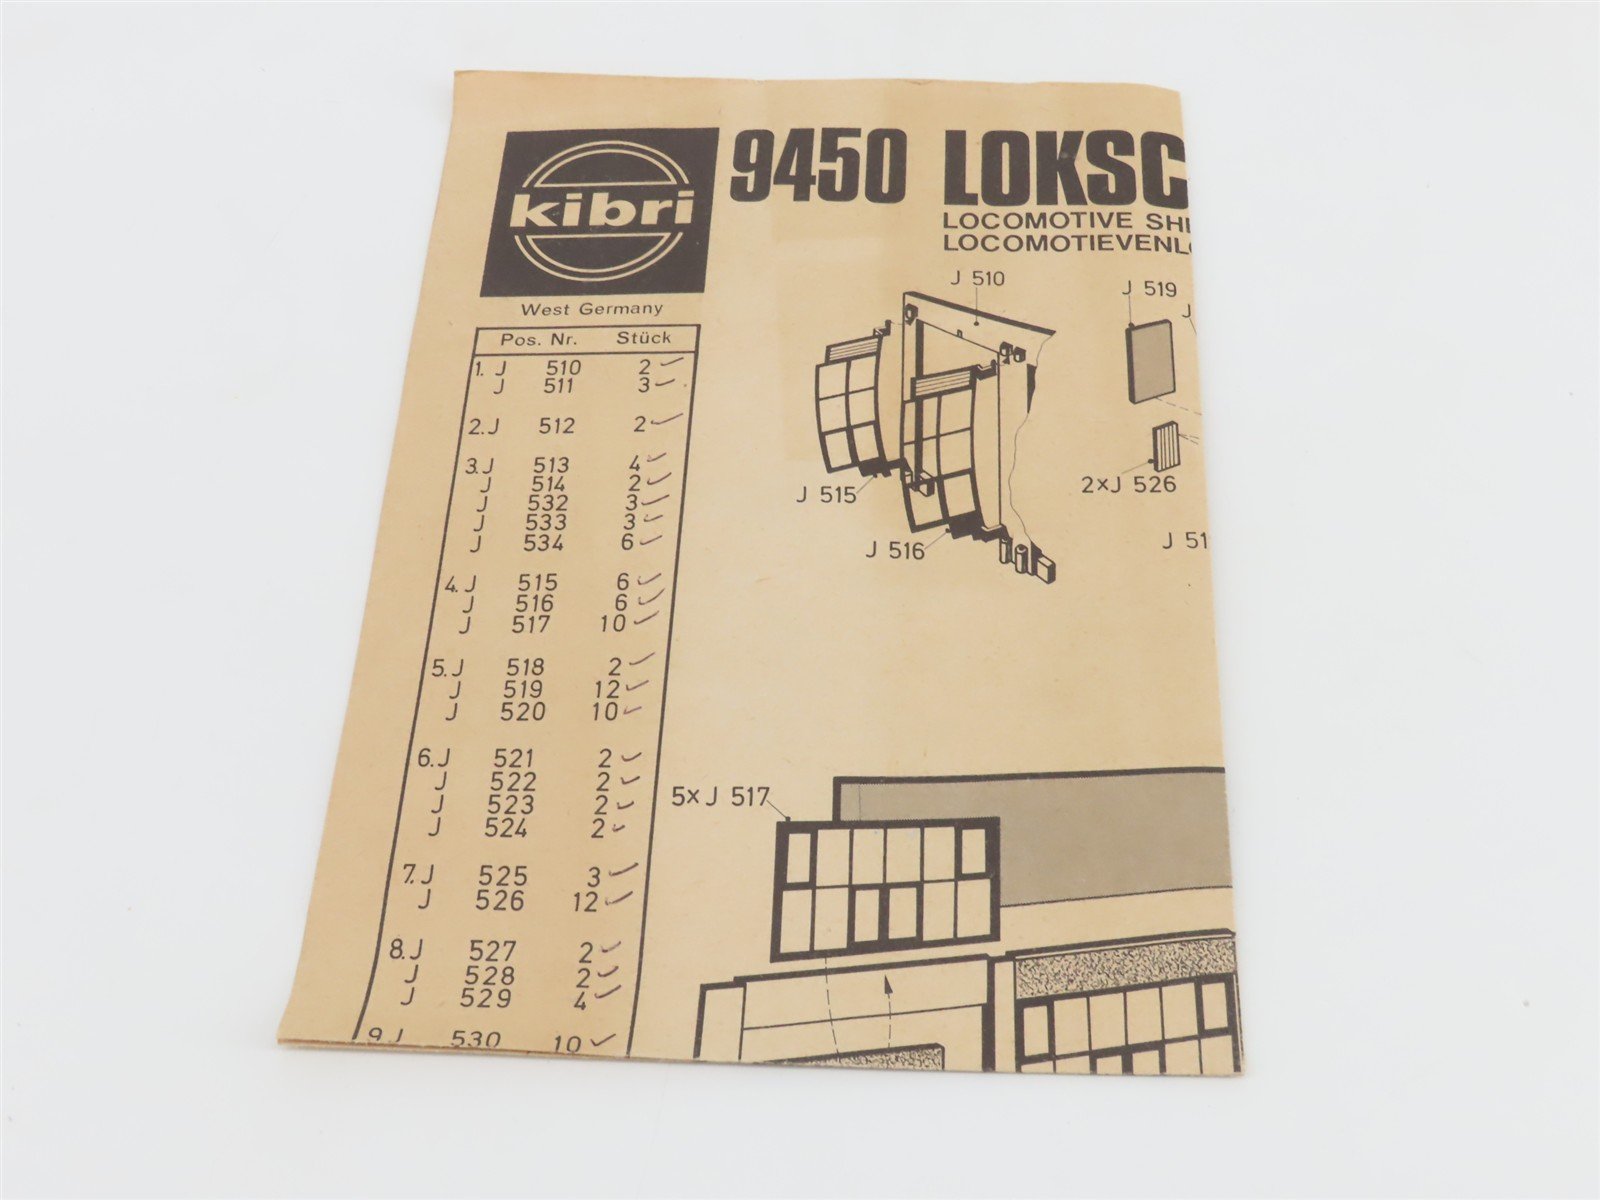 kibri
9450 LOKSC
LOCOMOTIVE SH
LOCOMOTIEVENL
West Germany
Pos. Nr. Stück
1. J 510 2
J 511 3
2. J 512 2
3. J 513 4
J 514 2
J 532 3
J 533 3
J 534 6
4. J 515 6
J 516 6
J 517 10
5. J 518 2
J 519 12
J 520 10
6. J 521 2
J 522 2
J 523 2
J 524 2
7. J 525 3
J 526 12
8. J 527 2
J 528 2
J 529 4
9 J 530 10
J 510
J 519
J
J 515
2xJ 526
J 516
J 51
5xJ 517